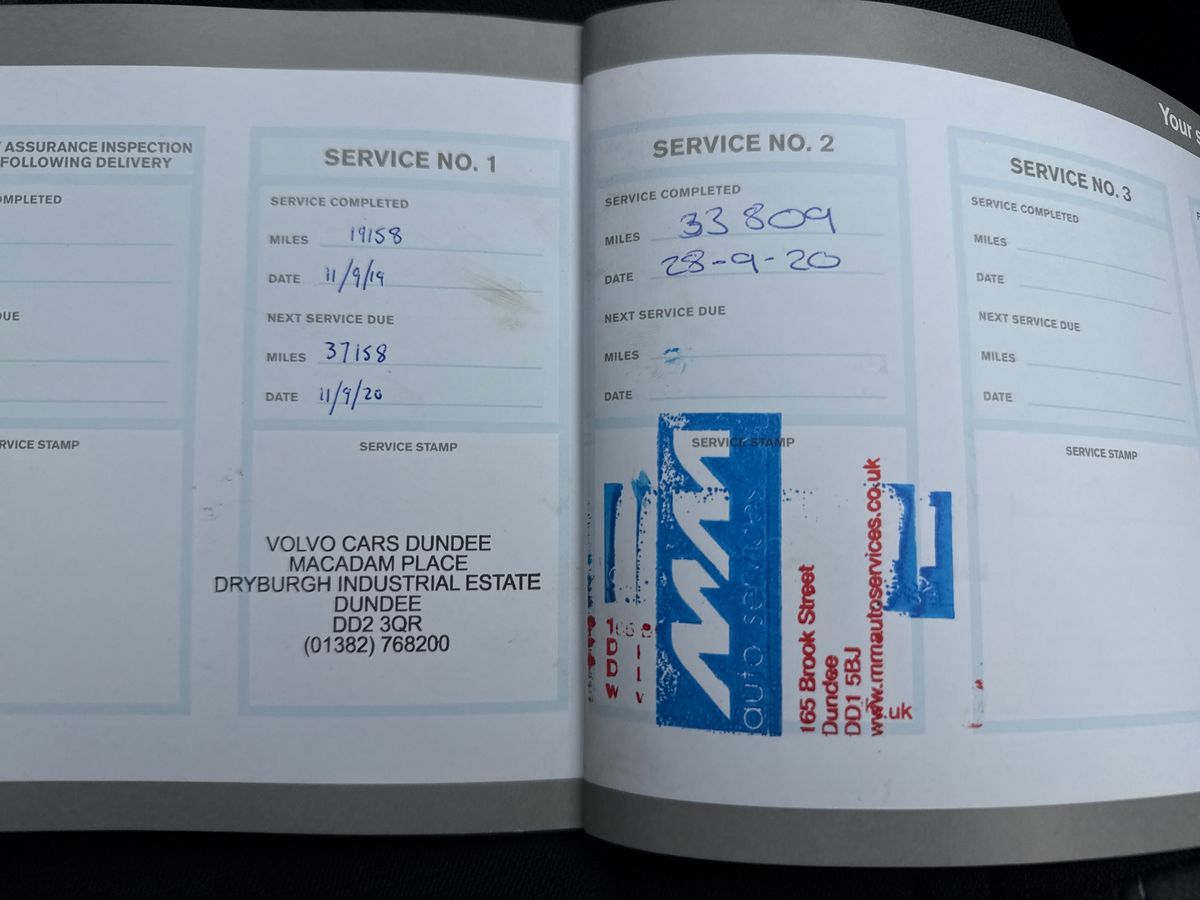 Your
ASSURANCE INSPECTION
FOLLOWING DELIVERY
SERVICE STAMP
SERVICE NO. 1
SERVICE COMPLETED
MILES 19158
DATE 11/9/19
NEXT SERVICE DUE
MILES 37158
DATE 11/9/20
SERVICE STAMP
VOLVO CARS DUNDEE
MACADAM PLACE
DRYBURGH INDUSTRIAL ESTATE
DUNDEE
DD2 3QR
(01382) 768200
SERVICE NO. 2
SERVICE COMPLETED
MILES 33809
DATE 28-9-20
NEXT SERVICE DUE
MILES
DATE
SERVICE STAMP
MM
auto services
165 Brook Street
Dundee
DD1 5BJ
www.mmautoservices.co.uk
uk
SERVICE NO. 3
SERVICE COMPLETED
MILES
DATE
NEXT SERVICE DUE
MILES
DATE
SERVICE STAMP